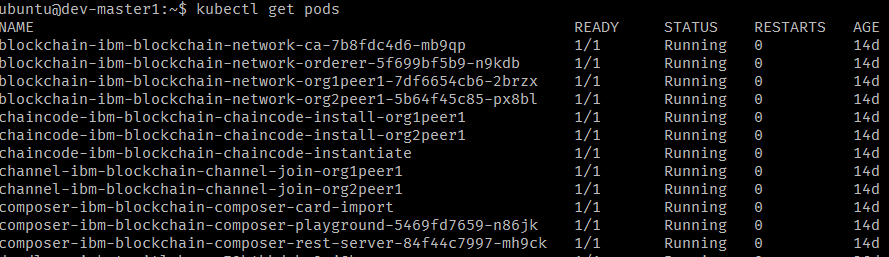 ubuntu@dev-master1:~$ kubectl get pods
NAME READY STATUS RESTARTS AGE
blockchain-ibm-blockchain-network-ca-7b8fdc4d6-mb9qp 1/1 Running 0 14d
blockchain-ibm-blockchain-network-orderer-5f699bf5b9-n9kdb 1/1 Running 0 14d
blockchain-ibm-blockchain-network-org1peer1-7df6654cb6-2brzx 1/1 Running 0 14d
blockchain-ibm-blockchain-network-org2peer1-5b64f45c85-px8bl 1/1 Running 0 14d
chaincode-ibm-blockchain-chaincode-install-org1peer1 1/1 Running 0 14d
chaincode-ibm-blockchain-chaincode-install-org2peer1 1/1 Running 0 14d
chaincode-ibm-blockchain-chaincode-instantiate 1/1 Running 0 14d
channel-ibm-blockchain-channel-join-org1peer1 1/1 Running 0 14d
channel-ibm-blockchain-channel-join-org2peer1 1/1 Running 0 14d
composer-ibm-blockchain-composer-card-import 1/1 Running 0 14d
composer-ibm-blockchain-composer-playground-5469fd7659-n86jk 1/1 Running 0 14d
composer-ibm-blockchain-composer-rest-server-84f44c7997-mh9ck 1/1 Running 0 14d